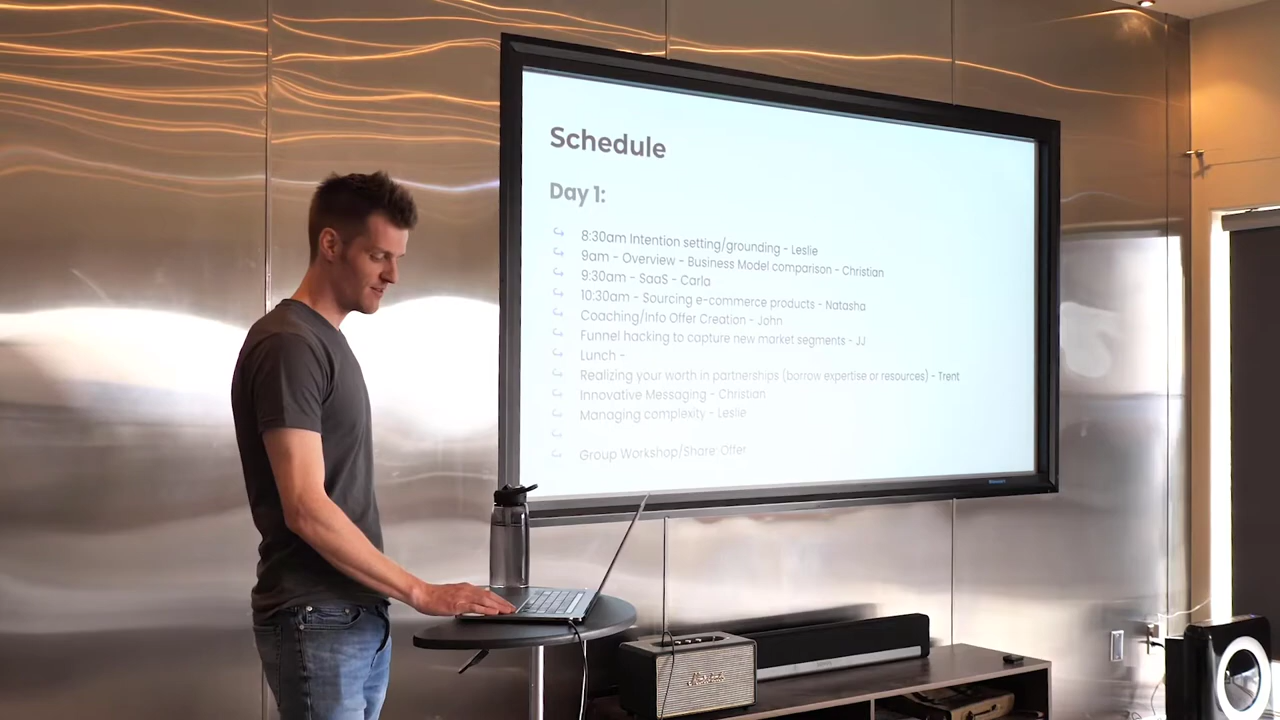 Schedule
Day 1:
8:30am Intention setting/grounding - Leslie
9am - Overview - Business Model comparison - Christian
9:30am - SaaS - Carla
10:30am - Sourcing e-commerce products - Natasha
Coaching/Info Offer Creation - John
Funnel hacking to capture new market segments - JJ
Lunch -
Realizing your worth in partnerships (borrow expertise or resources) - Trent
Innovative Messaging - Christian
Managing complexity - Leslie
Group Workshop/Share Offer
Marshall